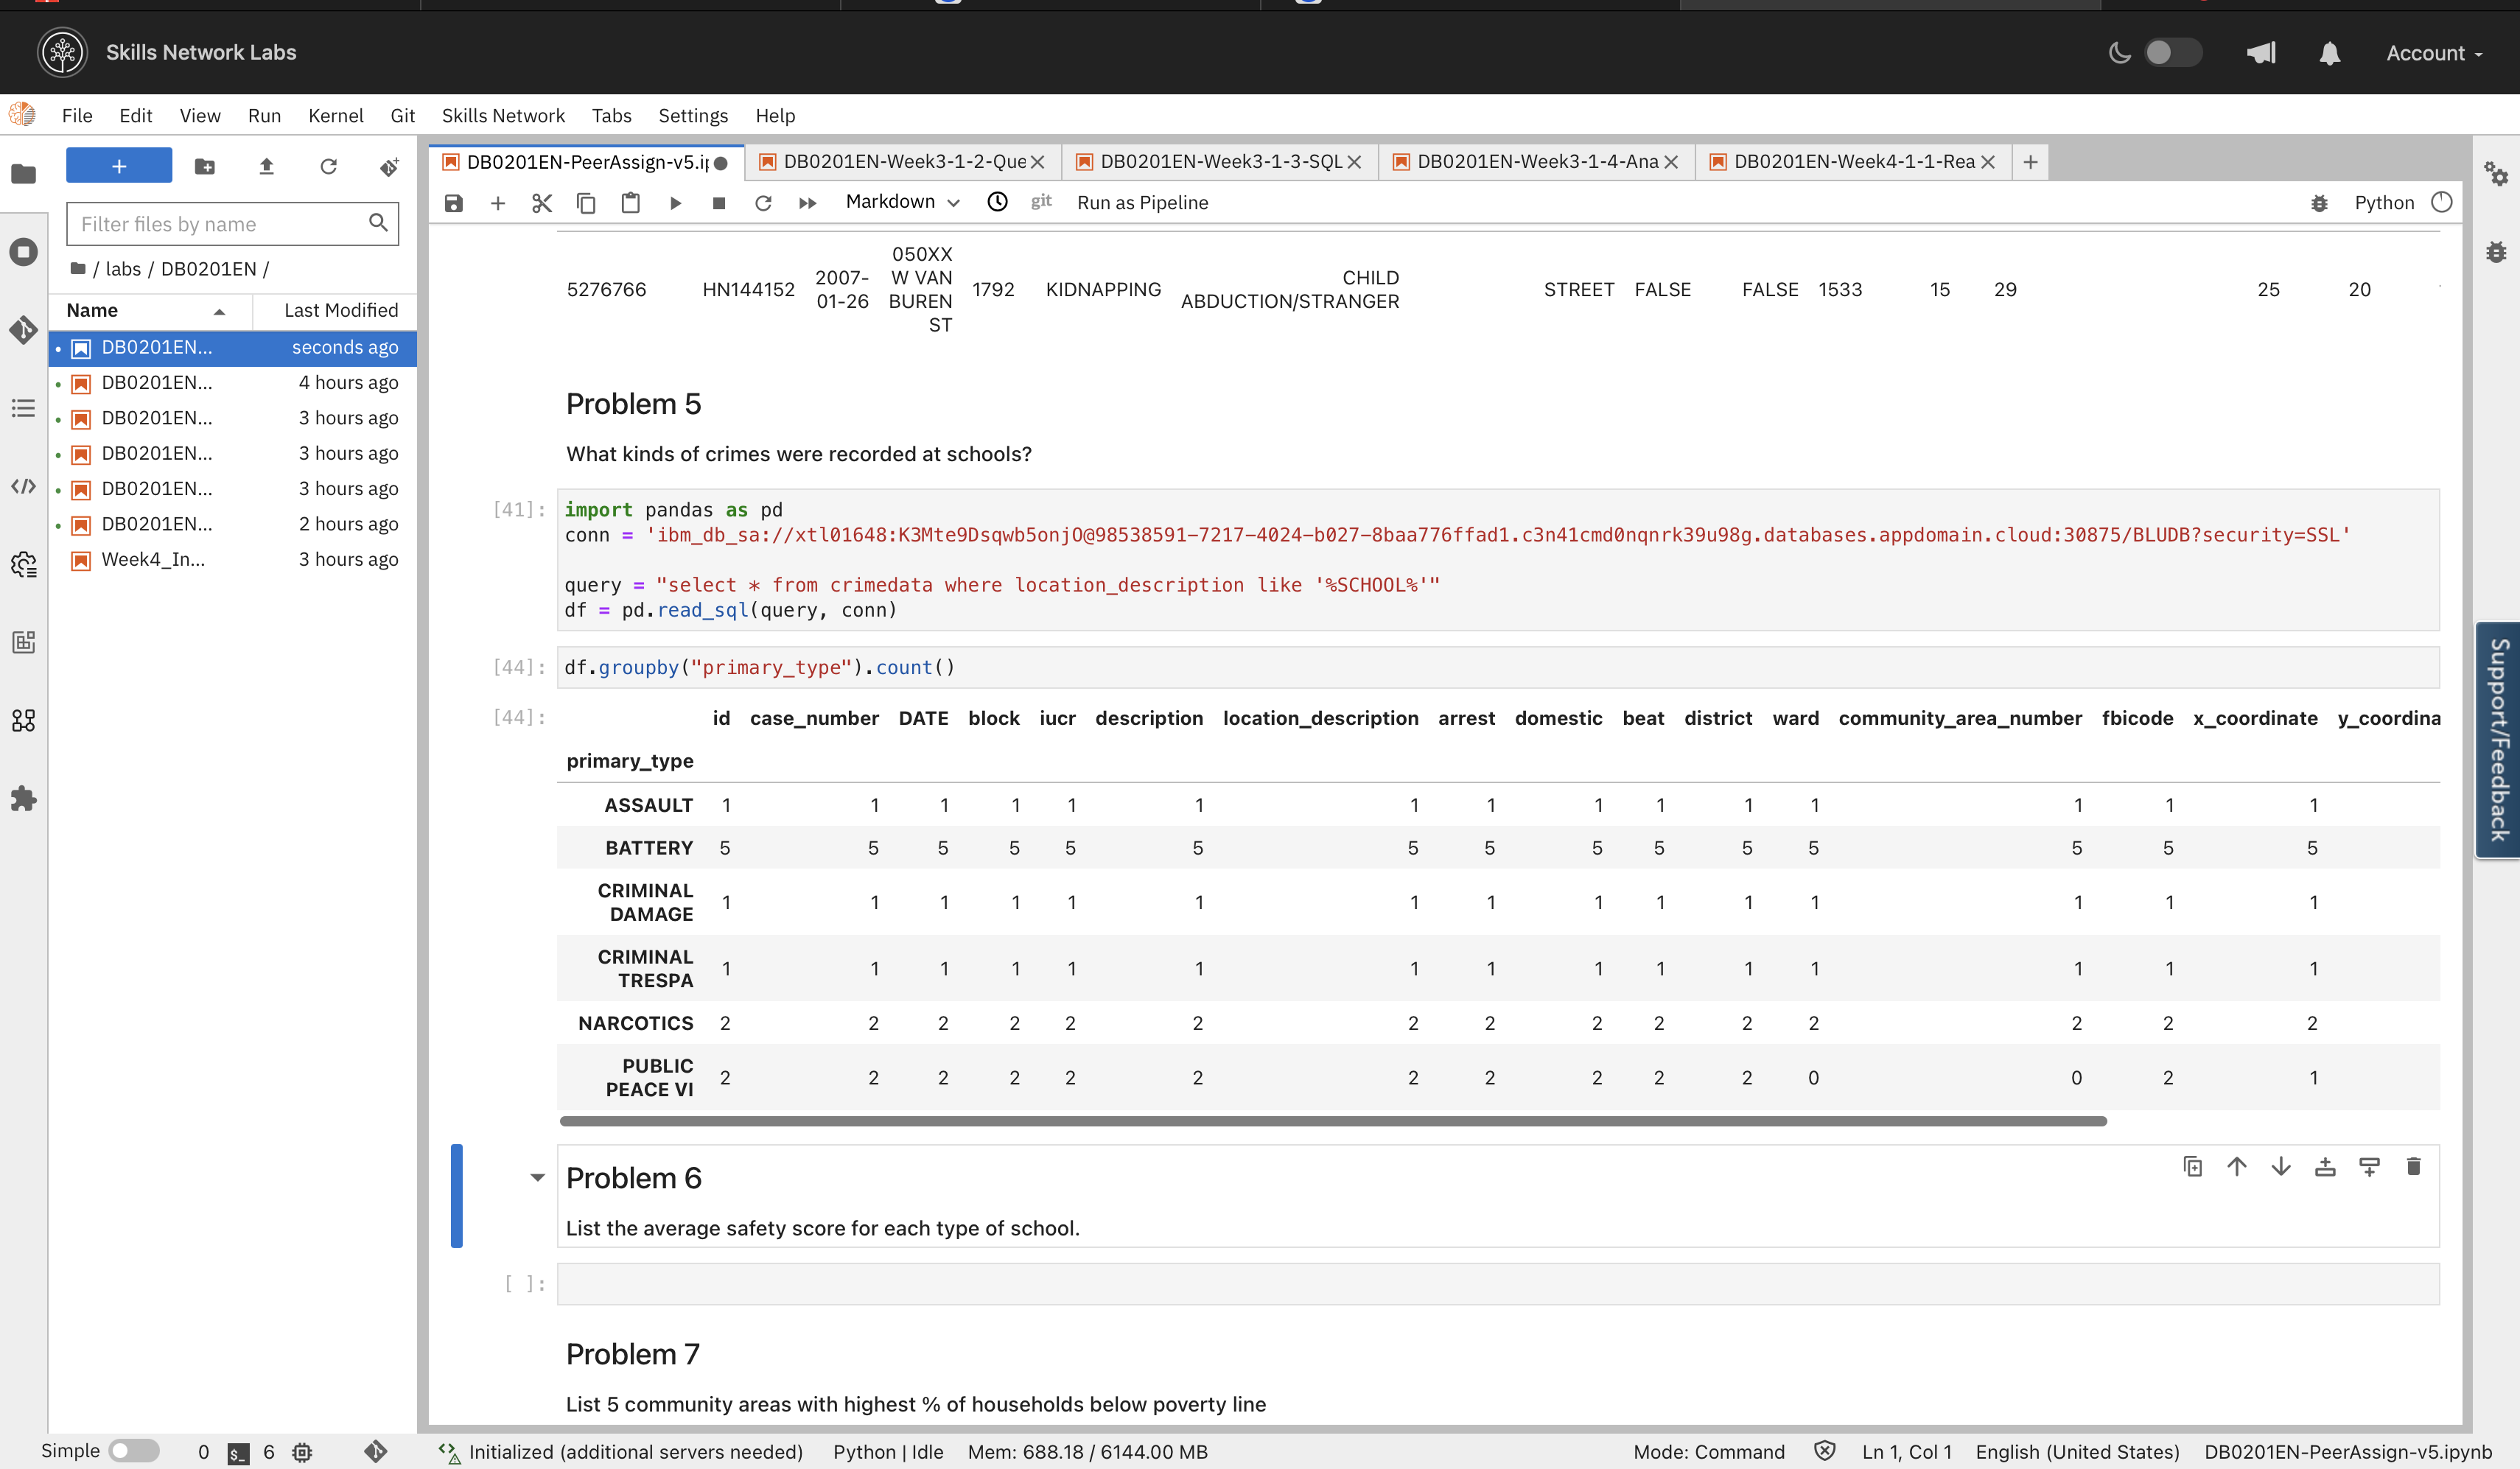 Skills Network Labs
Account
File Edit View Run Kernel Git Skills Network Tabs Settings Help
+
Filter files by name
/ labs / DB0201EN /
Name Last Modified
DB0201EN... seconds ago
DB0201EN... 4 hours ago
DB0201EN... 3 hours ago
DB0201EN... 3 hours ago
DB0201EN... 3 hours ago
DB0201EN... 2 hours ago
Week4_In... 3 hours ago
DB0201EN-PeerAssign-v5.ip DB0201EN-Week3-1-2-Que DB0201EN-Week3-1-3-SQL DB0201EN-Week3-1-4-Ana DB0201EN-Week4-1-1-Rea
Markdown git Run as Pipeline Python
5276766 HN144152 2007-01-26 050XX W VAN BUREN ST 1792 KIDNAPPING CHILD ABDUCTION/STRANGER STREET FALSE FALSE 1533 15 29 25 20
Problem 5
What kinds of crimes were recorded at schools?
[41]: import pandas as pd
conn = 'ibm_db_sa://xtl01648:K3Mte9Dsqwb5onjO@98538591-7217-4024-b027-8baa776ffad1.c3n41cmd0nqnrk39u98g.databases.appdomain.cloud:30875/BLUDB?security=SSL'
query = "select * from crimedata where location_description like '%SCHOOL%'"
df = pd.read_sql(query, conn)
[44]: df.groupby("primary_type").count()
[44]: id case_number DATE block iucr description location_description arrest domestic beat district ward community_area_number fbicode x_coordinate y_coordina
primary_type
ASSAULT 1 1 1 1 1 1 1 1 1 1 1 1 1 1 1
BATTERY 5 5 5 5 5 5 5 5 5 5 5 5 5 5 5
CRIMINAL DAMAGE 1 1 1 1 1 1 1 1 1 1 1 1 1 1 1
CRIMINAL TRESPA 1 1 1 1 1 1 1 1 1 1 1 1 1 1 1
NARCOTICS 2 2 2 2 2 2 2 2 2 2 2 2 2 2 2
PUBLIC PEACE VI 2 2 2 2 2 2 2 2 2 2 2 0 0 2 1
Problem 6
List the average safety score for each type of school.
[ ]:
Problem 7
List 5 community areas with highest % of households below poverty line
Support/Feedback
Simple 0 $_ 6 Initialized (additional servers needed) Python | Idle Mem: 688.18 / 6144.00 MB Mode: Command Ln 1, Col 1 English (United States) DB0201EN-PeerAssign-v5.ipynb